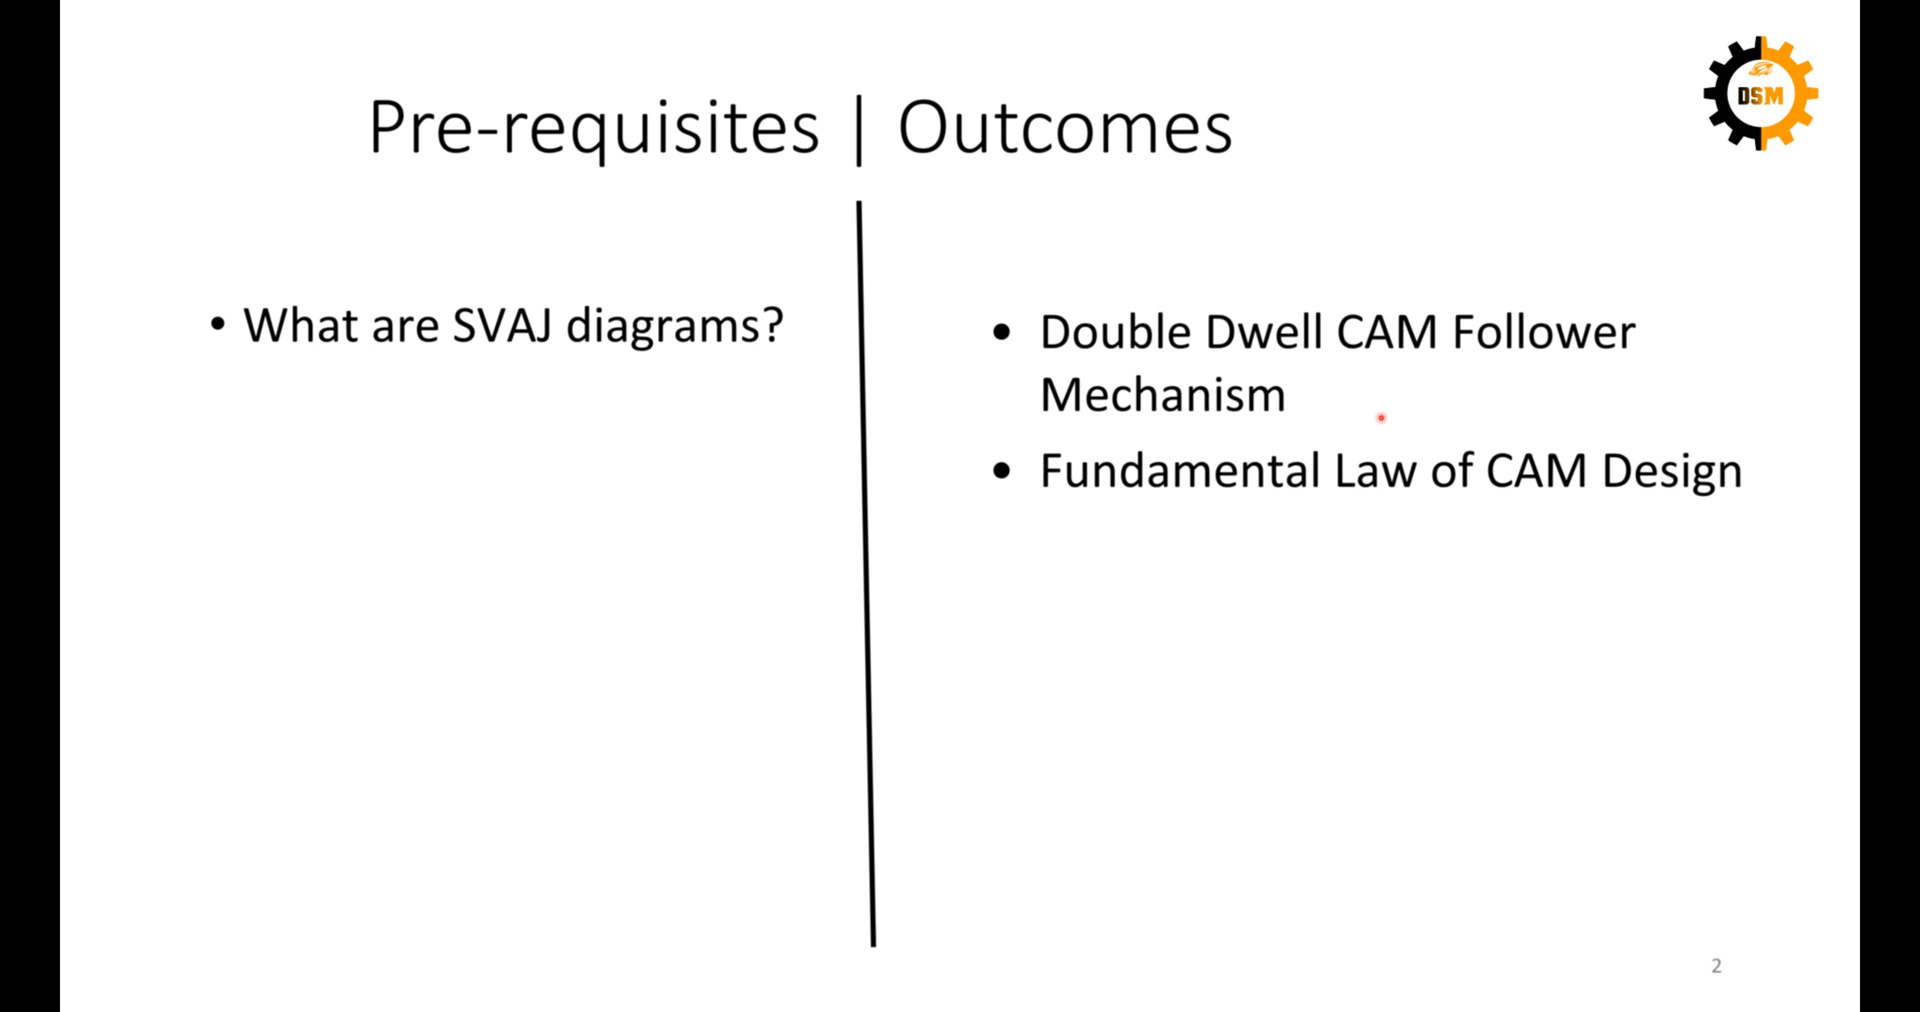 Pre-requisites | Outcomes
DSM
• What are SVAJ diagrams?
• Double Dwell CAM Follower
Mechanism
• Fundamental Law of CAM Design
2